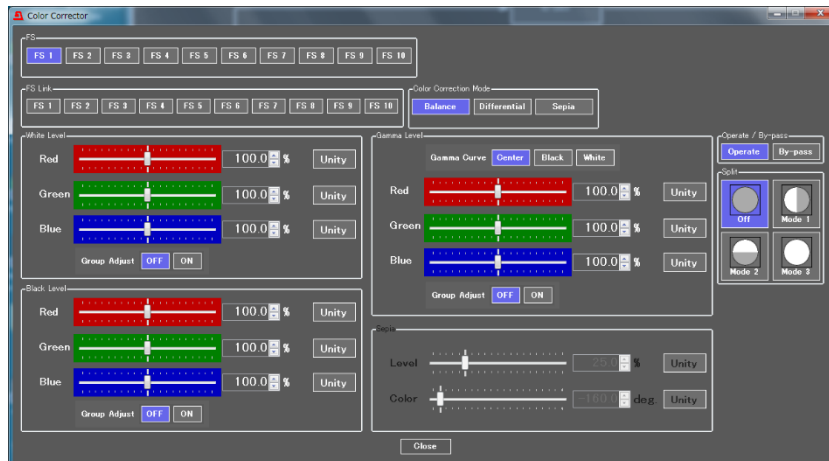 Color Corrector
FS
FS 1 FS 2 FS 3 FS 4 FS 5 FS 6 FS 7 FS 8 FS 9 FS 10
FS Link
FS 1 FS 2 FS 3 FS 4 FS 5 FS 6 FS 7 FS 8 FS 9 FS 10
Color Correction Mode
Balance Differential Sepia
White Level
Red 100.0 % Unity
Green 100.0 % Unity
Blue 100.0 % Unity
Group Adjust OFF ON
Black Level
Red 100.0 % Unity
Green 100.0 % Unity
Blue 100.0 % Unity
Group Adjust OFF ON
Gamma Level
Gamma Curve Center Black White
Red 100.0 % Unity
Green 100.0 % Unity
Blue 100.0 % Unity
Group Adjust OFF ON
Sepia
Level 25.0 % Unity
Color -160.0 deg. Unity
Operate / By-pass
Operate By-pass
Split
Off Mode 1
Mode 2 Mode 3
Close